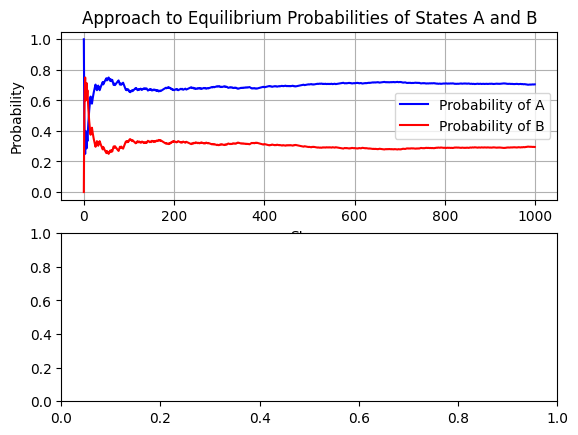 Approach to Equilibrium Probabilities of States A and B
1.0
0.8
0.6
0.4
0.2
0.0
Probability
Probability of A
Probability of B
0 200 400 600 800 1000
1.0
0.8
0.6
0.4
0.2
0.0
0.0 0.2 0.4 0.6 0.8 1.0